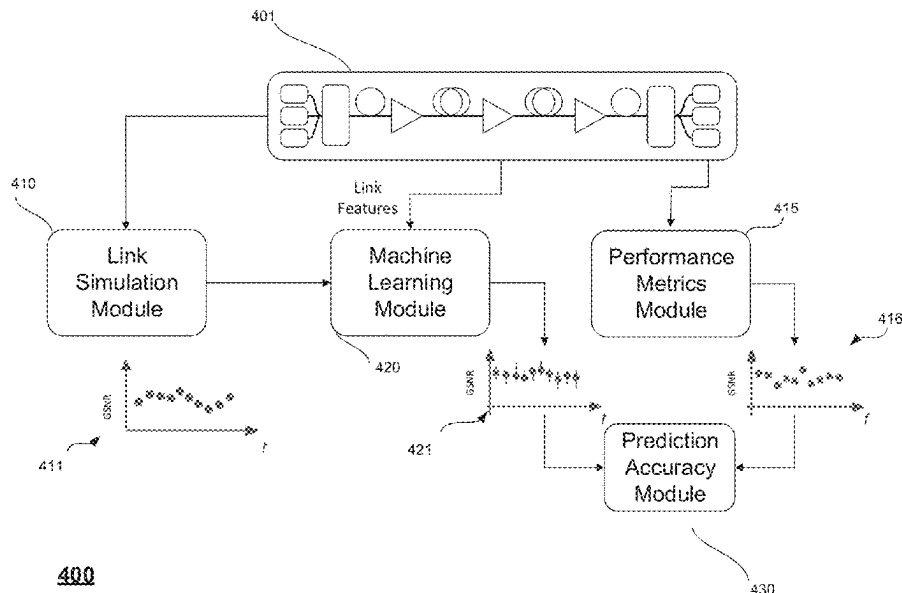 401
410
Link
Features
415
Link
Simulation
Module
Machine
Learning
Module
Performance
Metrics
Module
420
416
GSNR
f
411
GSNR
f
421
GSNR
f
Prediction
Accuracy
Module
400
430